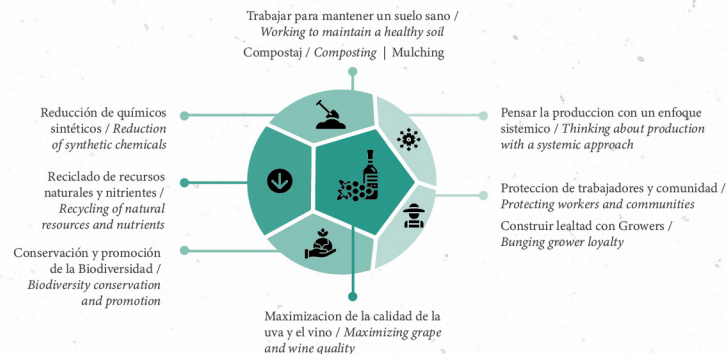 Trabajar para mantener un suelo sano /
Working to maintain a healthy soil
Compostaj / Composting | Mulching
Reducción de químicos
sintéticos / Reduction
of synthetic chemicals
Reciclado de recursos
naturales y nutrientes /
Recycling of natural
resources and nutrients
Conservación y promoción
de la Biodiversidad /
Biodiversity conservation
and promotion
Pensar la produccion con un enfoque
sistemico / Thinking about production
with a systemic approach
Proteccion de trabajadores y comunidad /
Protecting workers and communities
Construir lealtad con Growers /
Bunging grower loyalty
Maximizacion de la calidad de la
uva y el vino / Maximizing grape
and wine quality